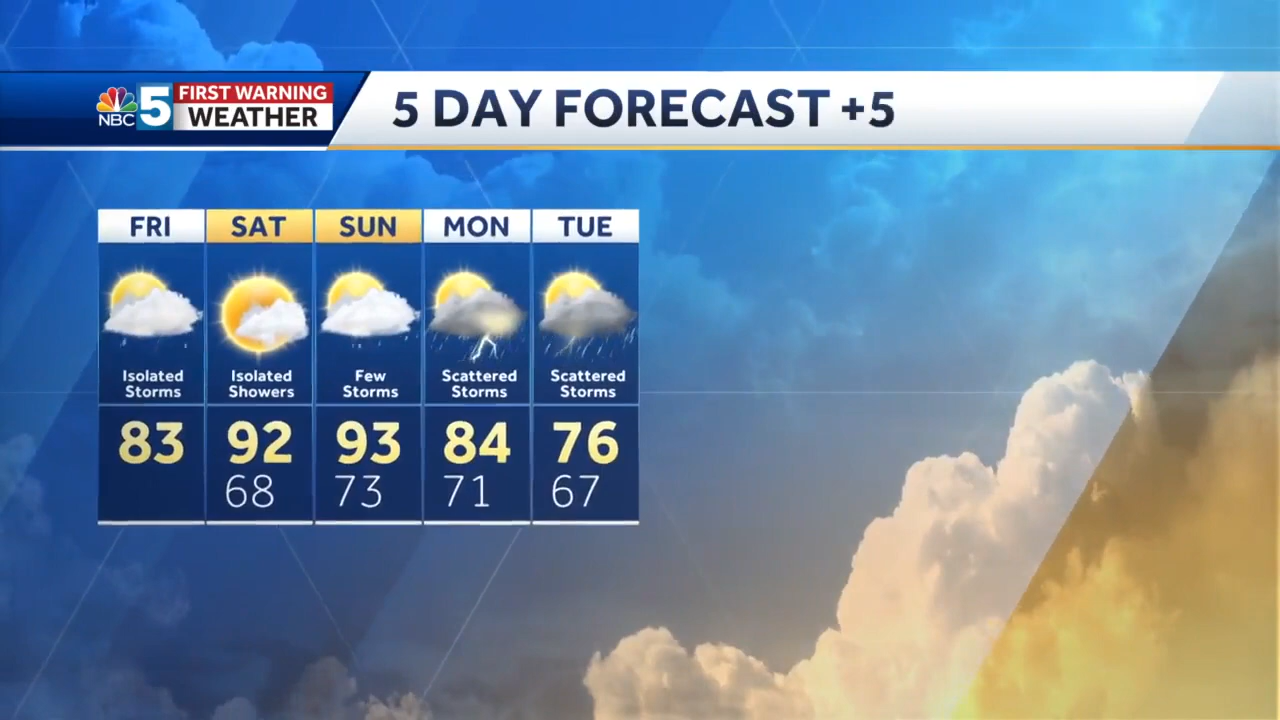 NBC 5 FIRST WARNING
WEATHER
5 DAY FORECAST +5
FRI SAT SUN MON TUE
Isolated Isolated Few Scattered Scattered
Storms Showers Storms Storms Storms
83 92 93 84 76
68 73 71 67